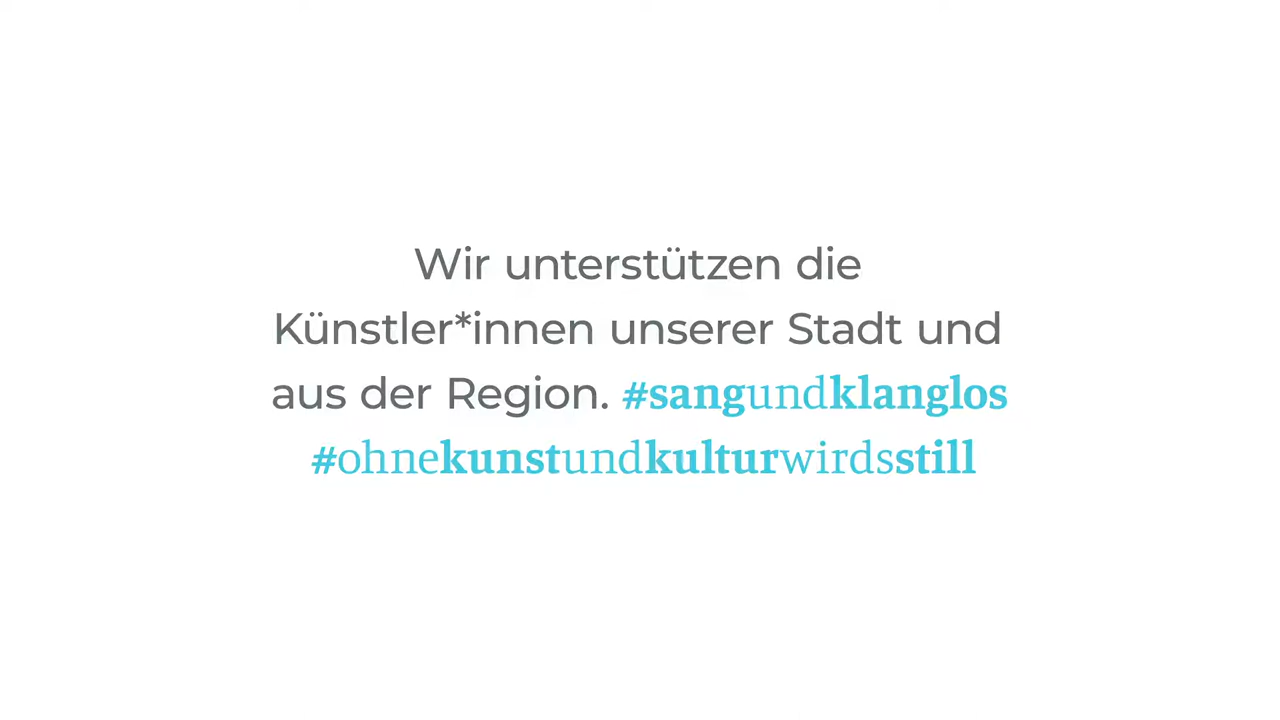 Wir unterstützen die
Künstler*innen unserer Stadt und
aus der Region. #sangundklanglos
#ohnekunstundkulturwirdsstill